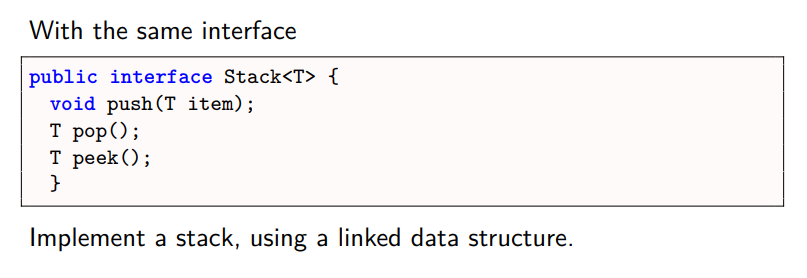 With the same interface
public interface Stack<T> {
void push(T item);
T pop();
T peek();
}
Implement a stack, using a linked data structure.